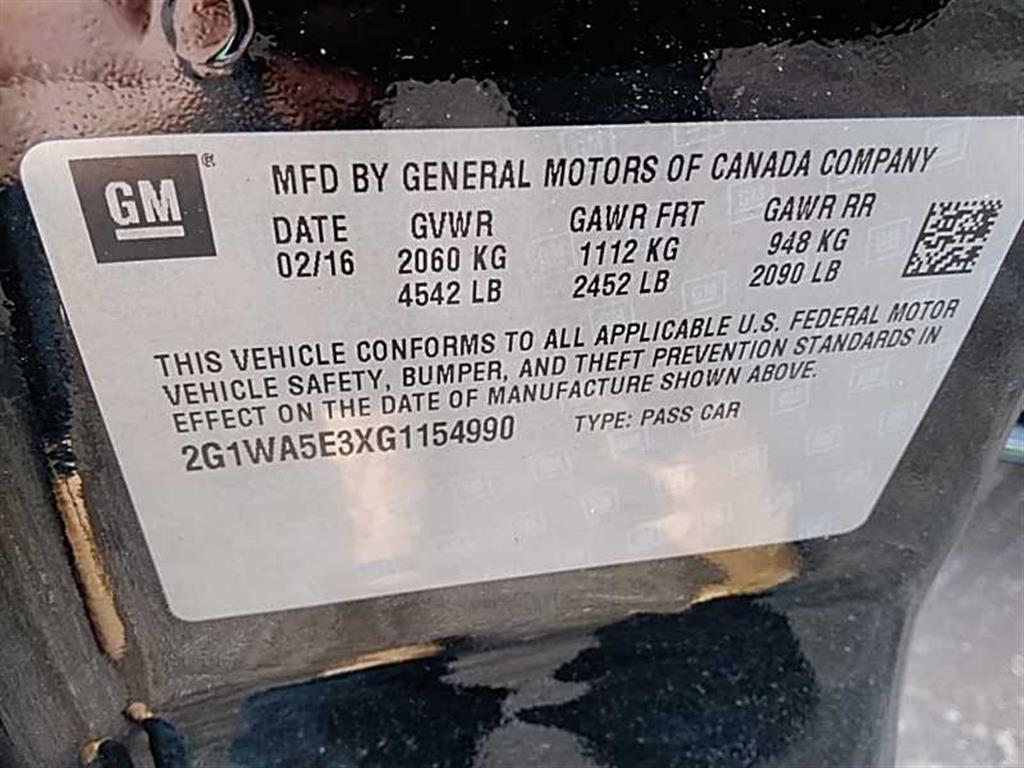 GM ® MFD BY GENERAL MOTORS OF CANADA COMPANY
DATE GVWR GAWR FRT GAWR RR
02/16 2060 KG 1112 KG 948 KG
4542 LB 2452 LB 2090 LB
THIS VEHICLE CONFORMS TO ALL APPLICABLE U.S. FEDERAL MOTOR
VEHICLE SAFETY, BUMPER, AND THEFT PREVENTION STANDARDS IN
EFFECT ON THE DATE OF MANUFACTURE SHOWN ABOVE.
2G1WA5E3XG1154990 TYPE: PASS CAR